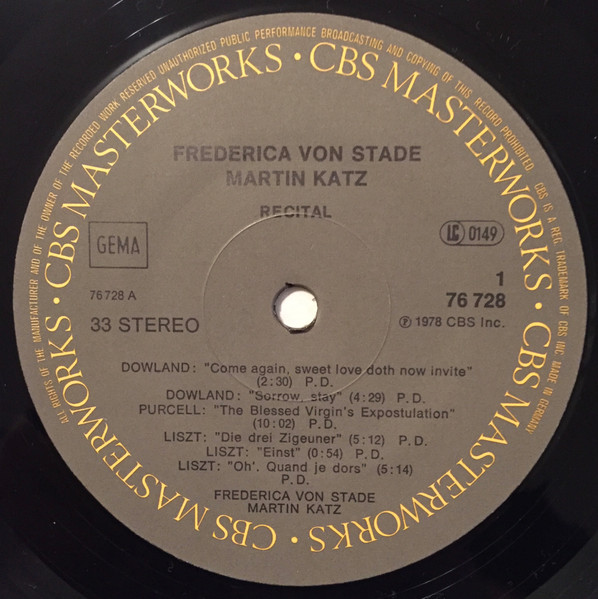 ALL RIGHTS OF THE MANUFACTURER AND OF THE OWNER OF THE RECORDED WORK RESERVED UNAUTHORIZED PUBLIC PERFORMANCE BROADCASTING AND COPYING OF THIS RECORD PROHIBITED. CBS IS A REG. TRADEMARK OF CBS INC. MADE IN GERMANY
CBS MASTERWORKS · CBS MASTERWORKS · CBS MASTERWORKS · CBS MASTERWORKS ·
FREDERICA VON STADE
MARTIN KATZ
RECITAL
GEMA
LC 0149
76 728 A
1
76 728
33 STEREO
℗ 1978 CBS Inc.
DOWLAND: "Come again, sweet love doth now invite"
(2:30) P.D.
DOWLAND: "Sorrow, stay" (4:29) P.D.
PURCELL: "The Blessed Virgin's Expostulation"
(10:02) P.D.
LISZT: "Die drei Zigeuner" (5:12) P.D.
LISZT: "Einst" (0:54) P.D.
LISZT: "Oh'. Quand je dors" (5:14)
P.D.
FREDERICA VON STADE
MARTIN KATZ